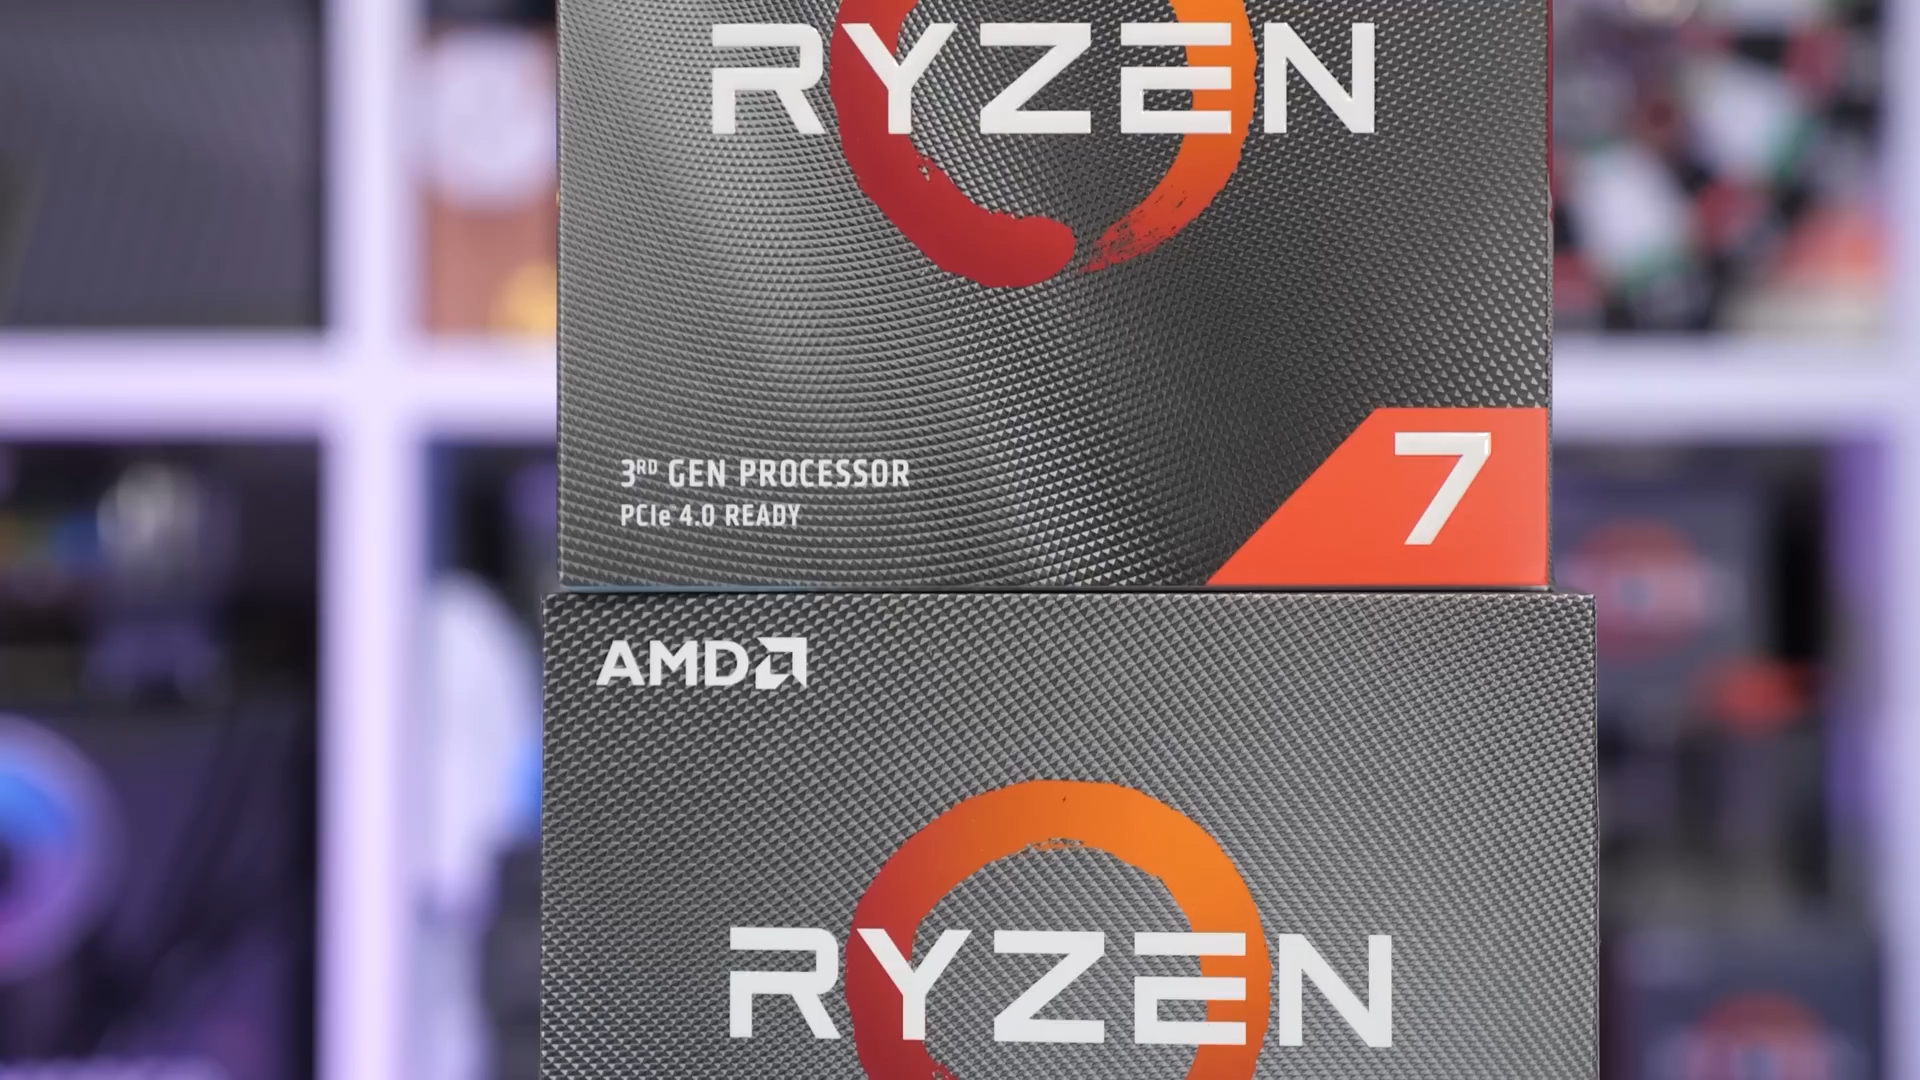 RYZEN
3RD GEN PROCESSOR
PCIe 4.0 READY
7
AMD
RYZEN